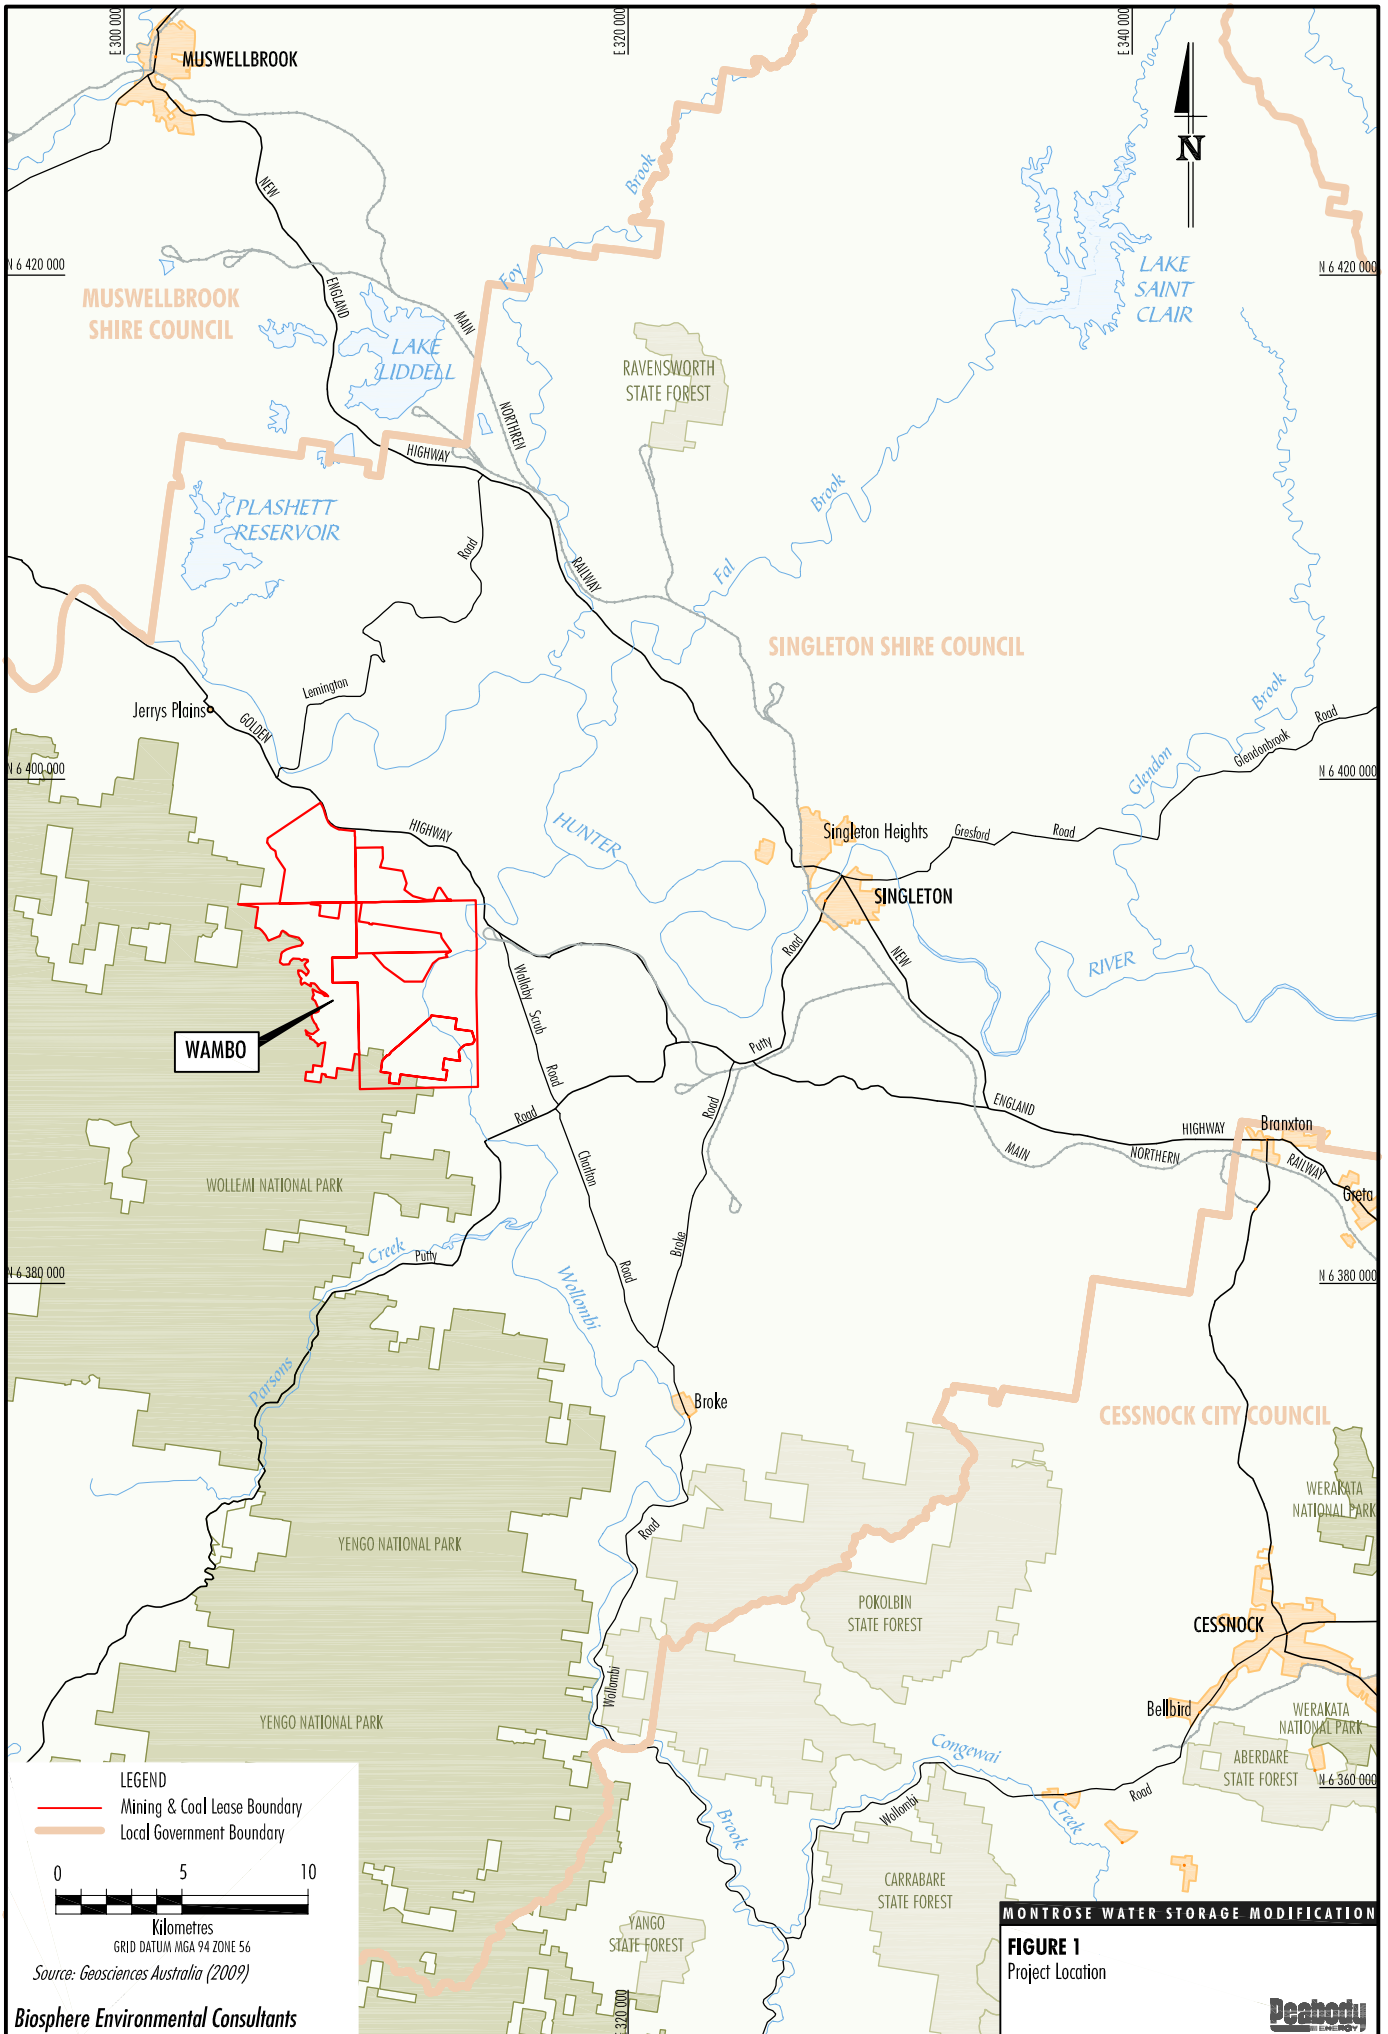 E 300 000
E 320 000
E 340 000
MUSWELLBROOK
N
NEW
Brook
N 6 420 000
N 6 420 000
Foy
LAKE
SAINT
CLAIR
MUSWELLBROOK
SHIRE COUNCIL
ENGLAND
MAIN
LAKE
LIDDELL
RAVENSWORTH
STATE FOREST
NORTHREN
HIGHWAY
Brook
PLASHETT
RESERVOIR
Road
Fal
RAILWAY
SINGLETON SHIRE COUNCIL
Lemington
Brook
Jerrys Plains
GOLDEN
Road
Glendonbrook
Glendon
N 6 400 000
N 6 400 000
HIGHWAY
HUNTER
Singleton Heights
Gresford
Road
SINGLETON
Road
NEW
RIVER
Wallaby
Scrub
Road
WAMBO
Putty
Road
Road
ENGLAND
HIGHWAY
Branxton
MAIN
NORTHERN
RAILWAY
Greta
Charlton
WOLLEMI NATIONAL PARK
Creek
Putty
Broke
Road
N 6 380 000
N 6 380 000
Wollombi
Parsons
Broke
CESSNOCK CITY COUNCIL
WERAKATA
NATIONAL PARK
Road
YENGO NATIONAL PARK
POKOLBIN
STATE FOREST
CESSNOCK
Wollombi
Bellbird
WERAKATA
NATIONAL PARK
YENGO NATIONAL PARK
Congewai
ABERDARE
STATE FOREST
N 6 360 000
Road
Wollombi
Creek
Brook
LEGEND
Mining & Coal Lease Boundary
Local Government Boundary
0
5
10
Kilometres
GRID DATUM MGA 94 ZONE 56
Source: Geosciences Australia (2009)
Biosphere Environmental Consultants
CARRABARE
STATE FOREST
YANGO
STATE FOREST
E 320 000
MONTROSE WATER STORAGE MODIFICATION
FIGURE 1
Project Location
Peabody
ENERGY